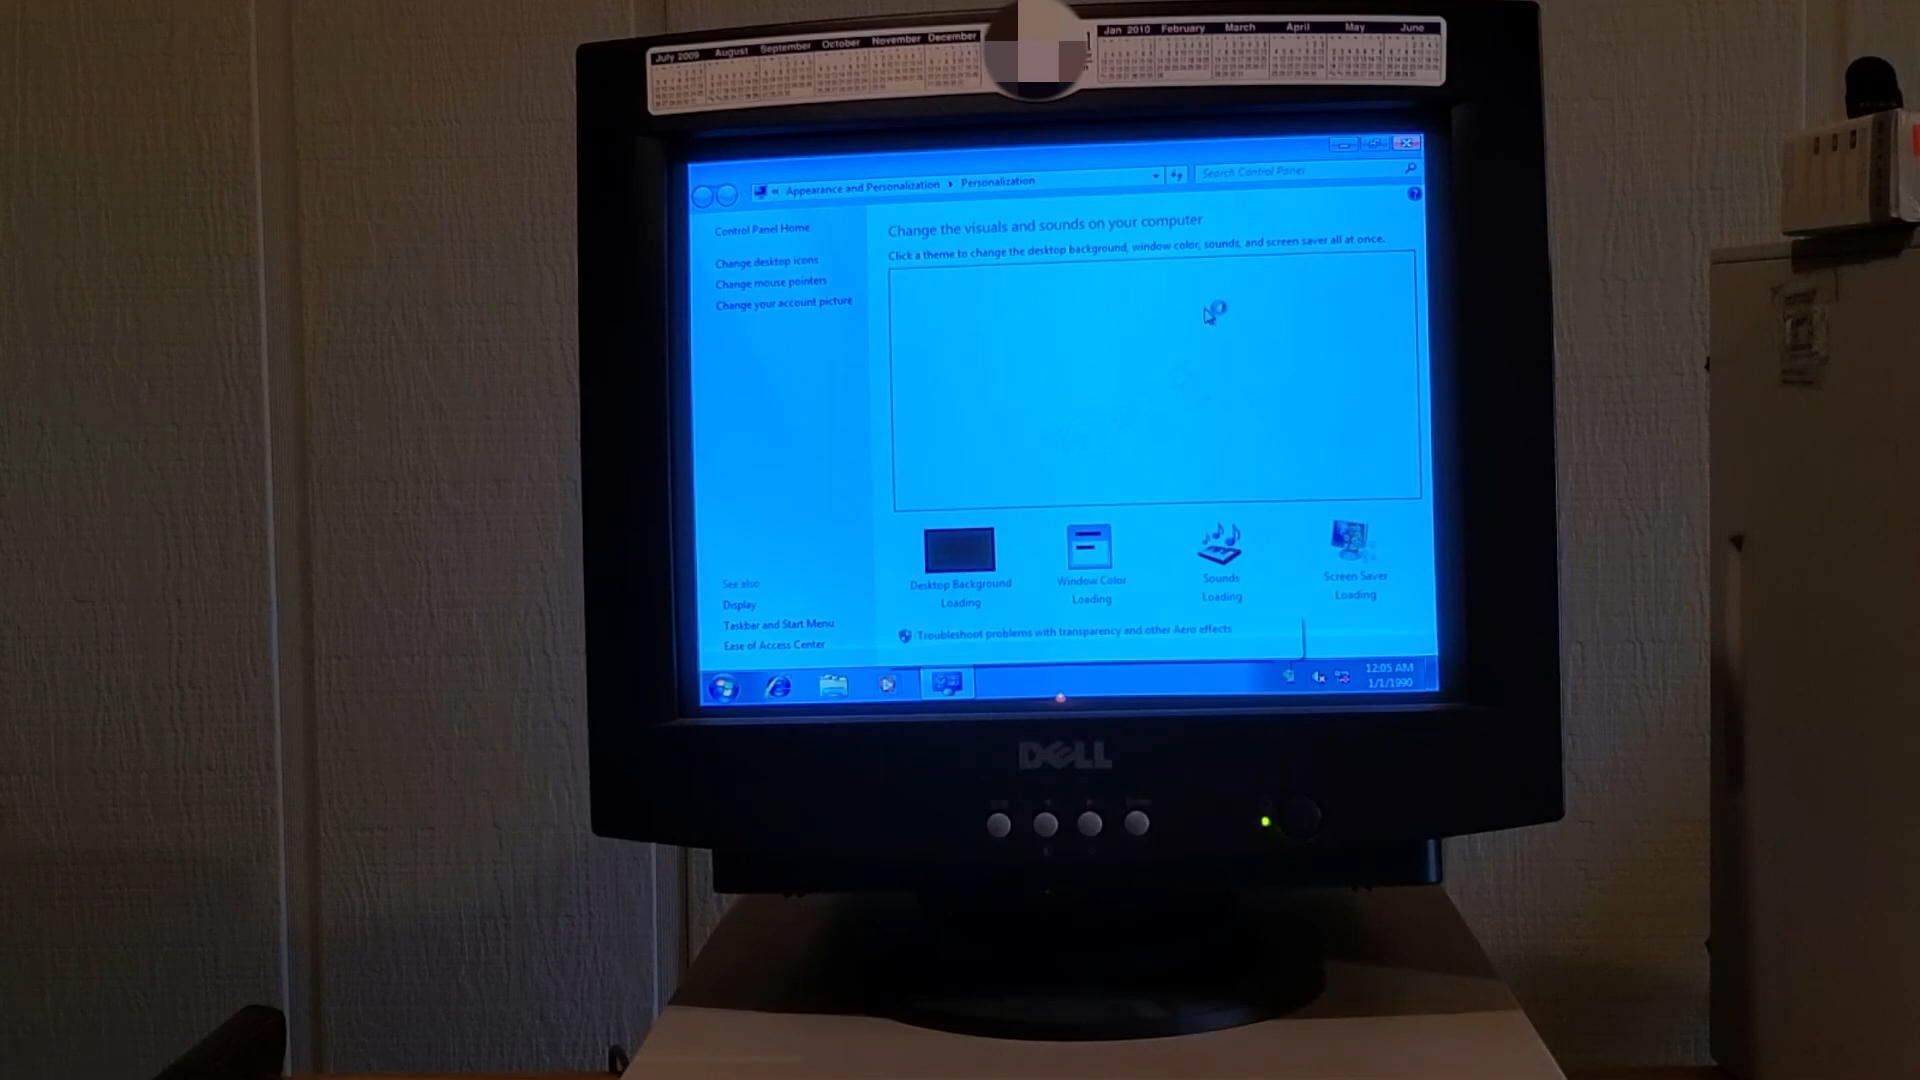 July 2009 August September October November December
Jan 2010 February March April May June
« Appearance and Personalization Personalization
Search Control Panel
Control Panel Home
Change desktop icons
Change mouse pointers
Change your account picture
Change the visuals and sounds on your computer
Click a theme to change the desktop background, window color, sounds, and screen saver all at once.
Desktop Background
Loading
Window Color
Loading
Sounds
Loading
Screen Saver
Loading
See also
Display
Taskbar and Start Menu
Ease of Access Center
Troubleshoot problems with transparency and other Aero effects
12:05 AM
1/1/1990
DELL